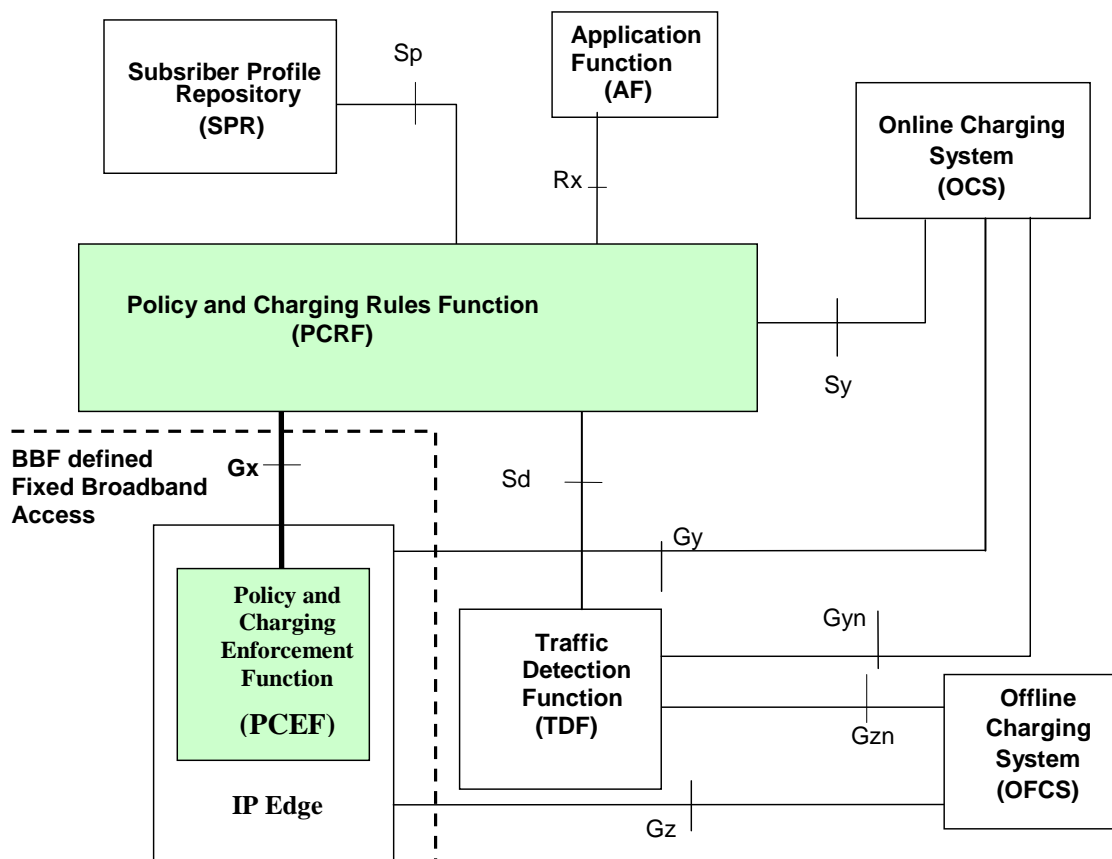 Subsriber Profile
Repository
(SPR)
Sp
Application
Function
(AF)
Rx
Online Charging
System
(OCS)
Policy and Charging Rules Function
(PCRF)
Sy
BBF defined
Fixed Broadband
Access
Gx
Sd
Gy
Policy and
Charging
Enforcement
Function
(PCEF)
IP Edge
Traffic
Detection
Function
(TDF)
Gyn
Gzn
Offline
Charging
System
(OFCS)
Gz